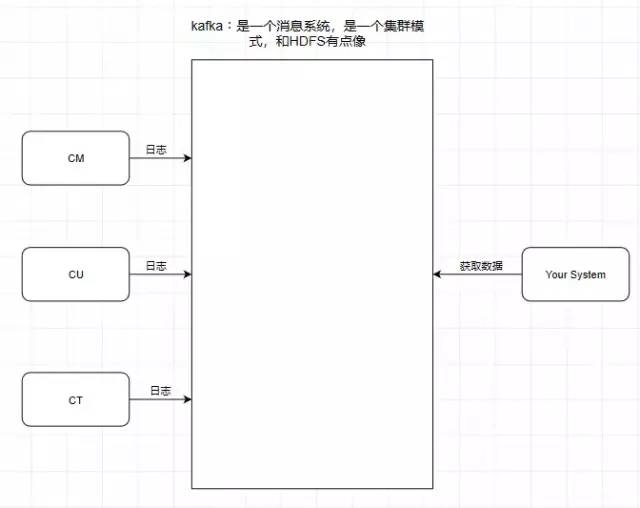 kafka：是一个消息系统，是一个集群模
式，和HDFS有点像
CM
日志
CU
日志
获取数据
Your System
CT
日志